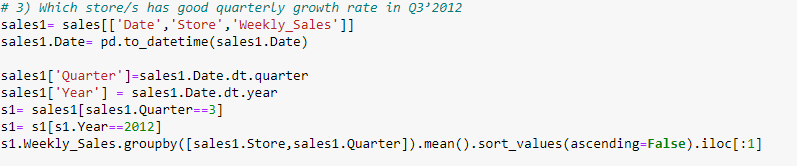 # 3) Which store/s has good quarterly growth rate in Q3’2012
sales1= sales[['Date','Store','Weekly_Sales']]
sales1.Date= pd.to_datetime(sales1.Date)
sales1['Quarter']=sales1.Date.dt.quarter
sales1['Year'] = sales1.Date.dt.year
s1= sales1[sales1.Quarter==3]
s1= s1[s1.Year==2012]
s1.Weekly_Sales.groupby([sales1.Store,sales1.Quarter]).mean().sort_values(ascending=False).iloc[:1]